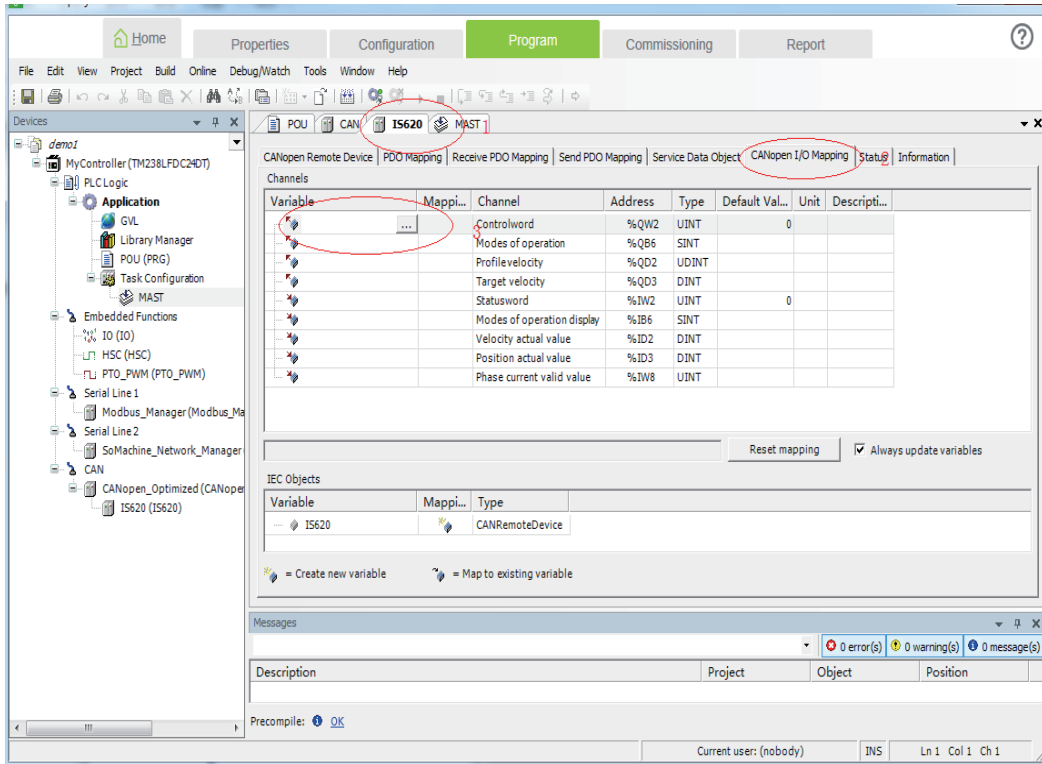 Home Properties Configuration Program Commissioning Report ?
File Edit View Project Build Online Debug/Watch Tools Window Help
Devices
POU CAN IS620 MAST 1
demo1
MyController (TM238LFDC24DT)
PLC Logic
Application
GVL
Library Manager
POU (PRG)
Task Configuration
MAST
Embedded Functions
IO (IO)
HSC (HSC)
PTO_PWM (PTO_PWM)
Serial Line 1
Modbus_Manager (Modbus_Ma
Serial Line 2
SoMachine_Network_Manager
CAN
CANopen_Optimized (CANoper
IS620 (IS620)
CANopen Remote Device PDO Mapping Receive PDO Mapping Send PDO Mapping Service Data Object CANopen I/O Mapping Status 2 Information
Channels
Variable Mappi... Channel Address Type Default Val... Unit Descripti...
... 3 Controlword %QW2 UINT 0
Modes of operation %QB6 SINT
Profilevelocity %QD2 UDINT
Target velocity %QD3 DINT
Statusword %IW2 UINT 0
Modes of operation display %IB6 SINT
Velocity actual value %ID2 DINT
Position actual value %ID3 DINT
Phase current valid value %IW8 UINT
Reset mapping Always update variables
IEC Objects
Variable Mappi... Type
IS620 CANRemoteDevice
= Create new variable = Map to existing variable
Messages
0 error(s) 0 warning(s) 0 message(s)
Description Project Object Position
Precompile: OK
Current user: (nobody) INS Ln 1 Col 1 Ch 1